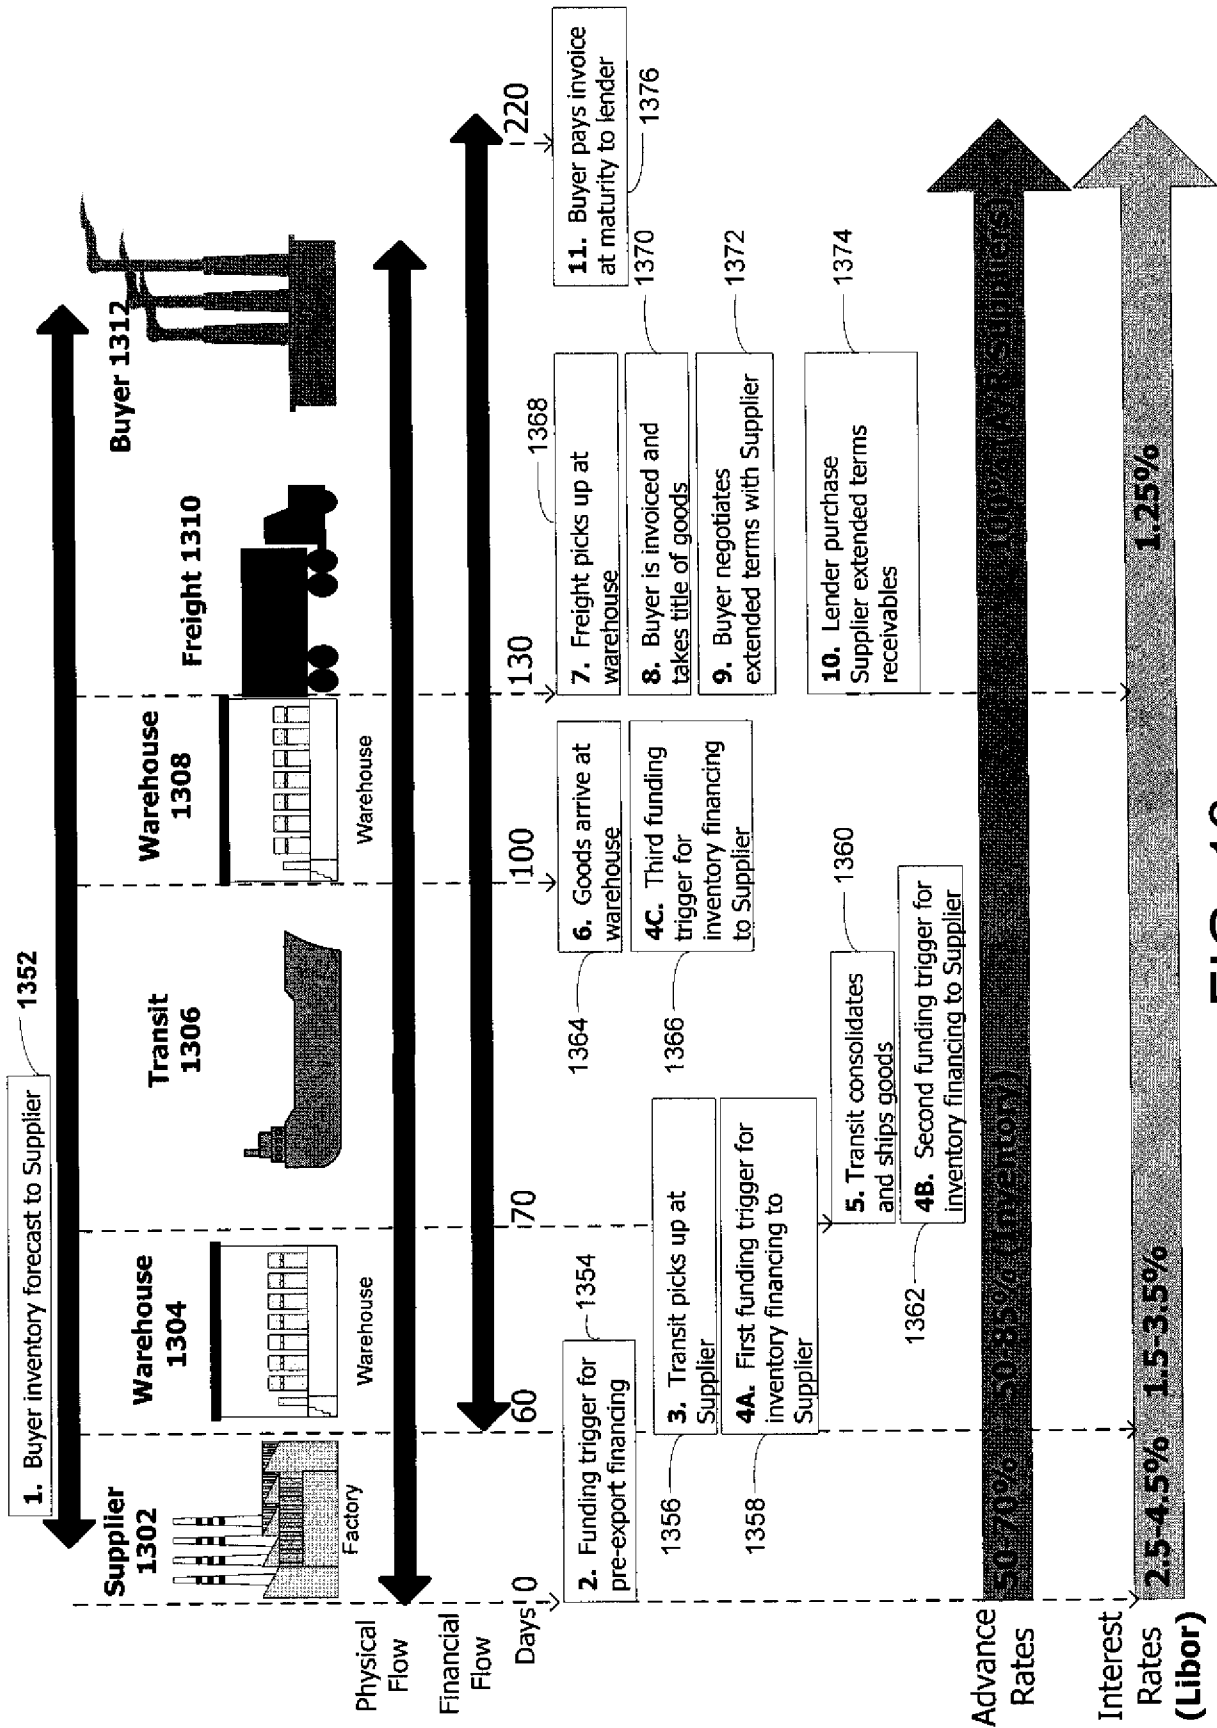 1. Buyer inventory forecast to Supplier
1352
Supplier
1302
Warehouse
1304
Transit
1306
Warehouse
1308
Freight 1310
Buyer 1312
Factory
Warehouse
Warehouse
Physical
Flow
Financial
Flow
Days
0
60
70
100
130
220
2. Funding trigger for
pre-export financing
1354
1356
3. Transit picks up at
Supplier
1358
4A. First funding trigger for
inventory financing to
Supplier
5. Transit consolidates
and ships goods
1360
1362
4B. Second funding trigger for
inventory financing to Supplier
1364
6. Goods arrive at
warehouse
1366
4C. Third funding
trigger for
inventory financing
to Supplier
7. Freight picks up at
warehouse
1368
8. Buyer is invoiced and
takes title of goods
1370
9. Buyer negotiates
extended terms with Supplier
1372
10. Lender purchase
Supplier extended terms
receivables
1374
11. Buyer pays invoice
at maturity to lender
1376
Advance
Rates
50-70%
50-85% (Inventory)
100% (A/R Suppliers)
Interest
Rates
(Libor)
2.5-4.5%
1.5-3.5%
1.25%